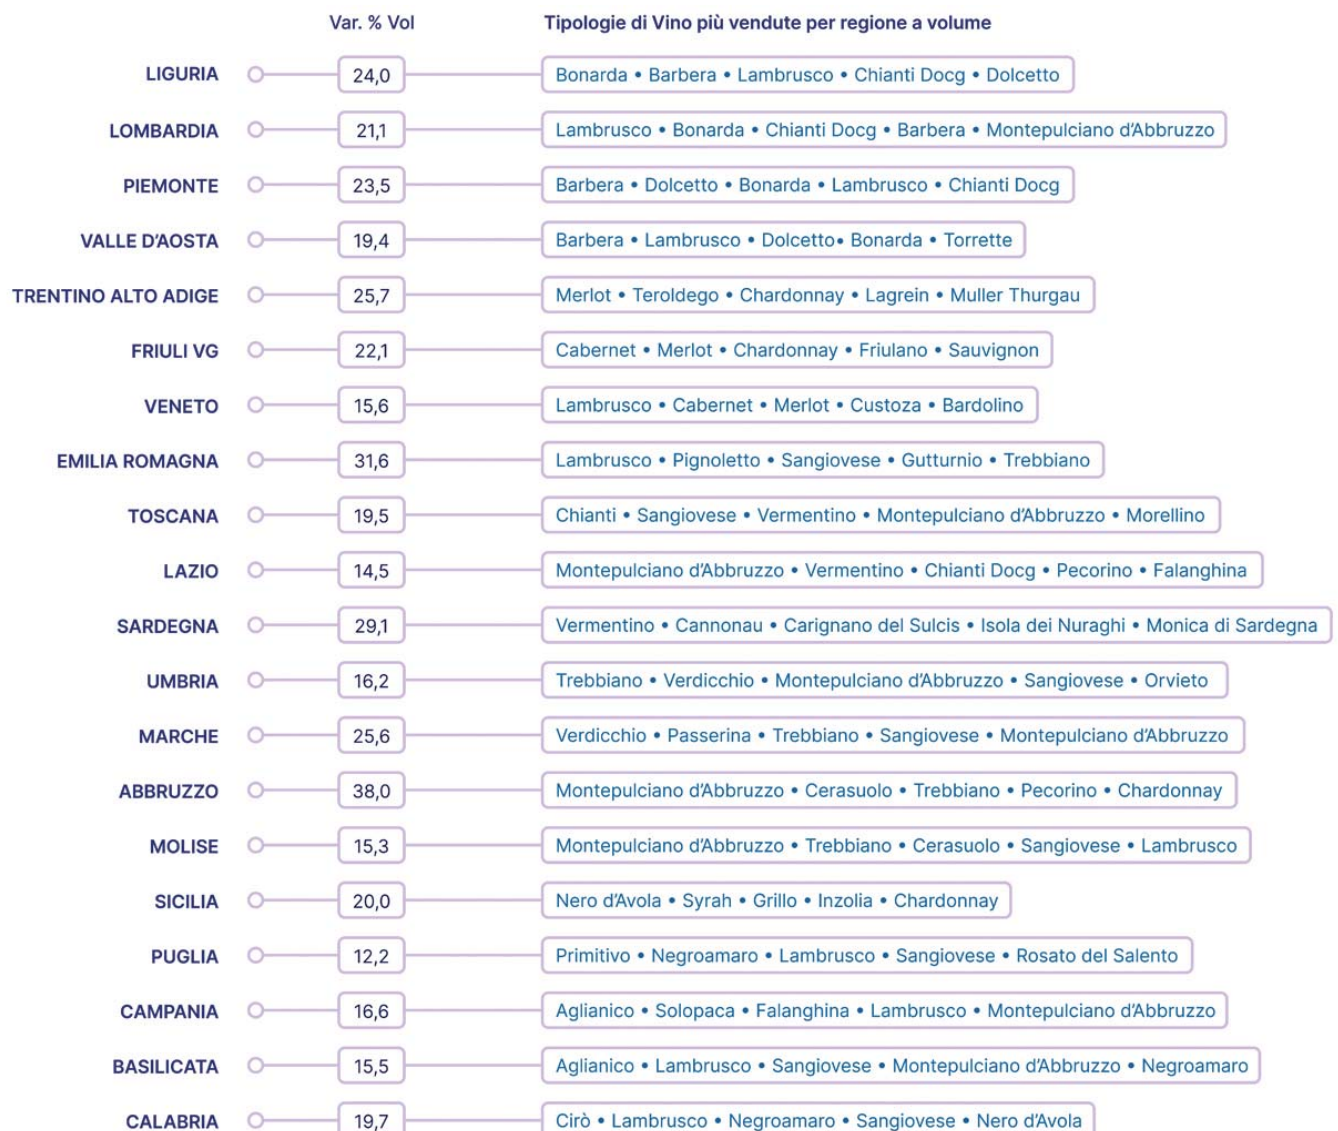 Var. % Vol Tipologie di Vino più vendute per regione a volume
LIGURIA 24,0 Bonarda • Barbera • Lambrusco • Chianti Docg • Dolcetto
LOMBARDIA 21,1 Lambrusco • Bonarda • Chianti Docg • Barbera • Montepulciano d’Abbruzzo
PIEMONTE 23,5 Barbera • Dolcetto • Bonarda • Lambrusco • Chianti Docg
VALLE D’AOSTA 19,4 Barbera • Lambrusco • Dolcetto• Bonarda • Torrette
TRENTINO ALTO ADIGE 25,7 Merlot • Teroldego • Chardonnay • Lagrein • Muller Thurgau
FRIULI VG 22,1 Cabernet • Merlot • Chardonnay • Friulano • Sauvignon
VENETO 15,6 Lambrusco • Cabernet • Merlot • Custoza • Bardolino
EMILIA ROMAGNA 31,6 Lambrusco • Pignoletto • Sangiovese • Gutturnio • Trebbiano
TOSCANA 19,5 Chianti • Sangiovese • Vermentino • Montepulciano d’Abbruzzo • Morellino
LAZIO 14,5 Montepulciano d’Abbruzzo • Vermentino • Chianti Docg • Pecorino • Falanghina
SARDEGNA 29,1 Vermentino • Cannonau • Carignano del Sulcis • Isola dei Nuraghi • Monica di Sardegna
UMBRIA 16,2 Trebbiano • Verdicchio • Montepulciano d’Abbruzzo • Sangiovese • Orvieto
MARCHE 25,6 Verdicchio • Passerina • Trebbiano • Sangiovese • Montepulciano d’Abbruzzo
ABBRUZZO 38,0 Montepulciano d’Abbruzzo • Cerasuolo • Trebbiano • Pecorino • Chardonnay
MOLISE 15,3 Montepulciano d’Abbruzzo • Trebbiano • Cerasuolo • Sangiovese • Lambrusco
SICILIA 20,0 Nero d’Avola • Syrah • Grillo • Inzolia • Chardonnay
PUGLIA 12,2 Primitivo • Negroamaro • Lambrusco • Sangiovese • Rosato del Salento
CAMPANIA 16,6 Aglianico • Solopaca • Falanghina • Lambrusco • Montepulciano d’Abbruzzo
BASILICATA 15,5 Aglianico • Lambrusco • Sangiovese • Montepulciano d’Abbruzzo • Negroamaro
CALABRIA 19,7 Cirò • Lambrusco • Negroamaro • Sangiovese • Nero d’Avola